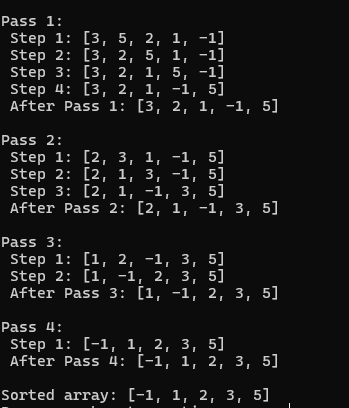 Pass 1:
Step 1: [3, 5, 2, 1, -1]
Step 2: [3, 2, 5, 1, -1]
Step 3: [3, 2, 1, 5, -1]
Step 4: [3, 2, 1, -1, 5]
After Pass 1: [3, 2, 1, -1, 5]
Pass 2:
Step 1: [2, 3, 1, -1, 5]
Step 2: [2, 1, 3, -1, 5]
Step 3: [2, 1, -1, 3, 5]
After Pass 2: [2, 1, -1, 3, 5]
Pass 3:
Step 1: [1, 2, -1, 3, 5]
Step 2: [1, -1, 2, 3, 5]
After Pass 3: [1, -1, 2, 3, 5]
Pass 4:
Step 1: [-1, 1, 2, 3, 5]
After Pass 4: [-1, 1, 2, 3, 5]
Sorted array: [-1, 1, 2, 3, 5]